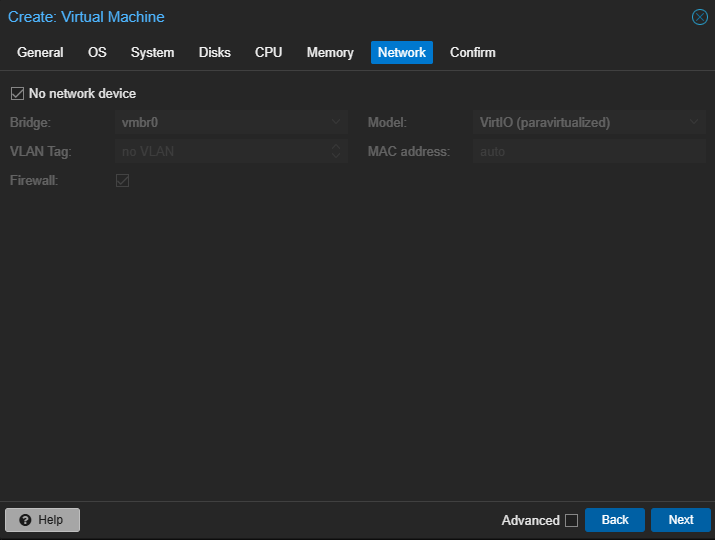 Create: Virtual Machine
General OS System Disks CPU Memory Network Confirm
No network device
Bridge: vmbr0 Model: VirtIO (paravirtualized)
VLAN Tag: no VLAN MAC address: auto
Firewall:
Help Advanced Back Next